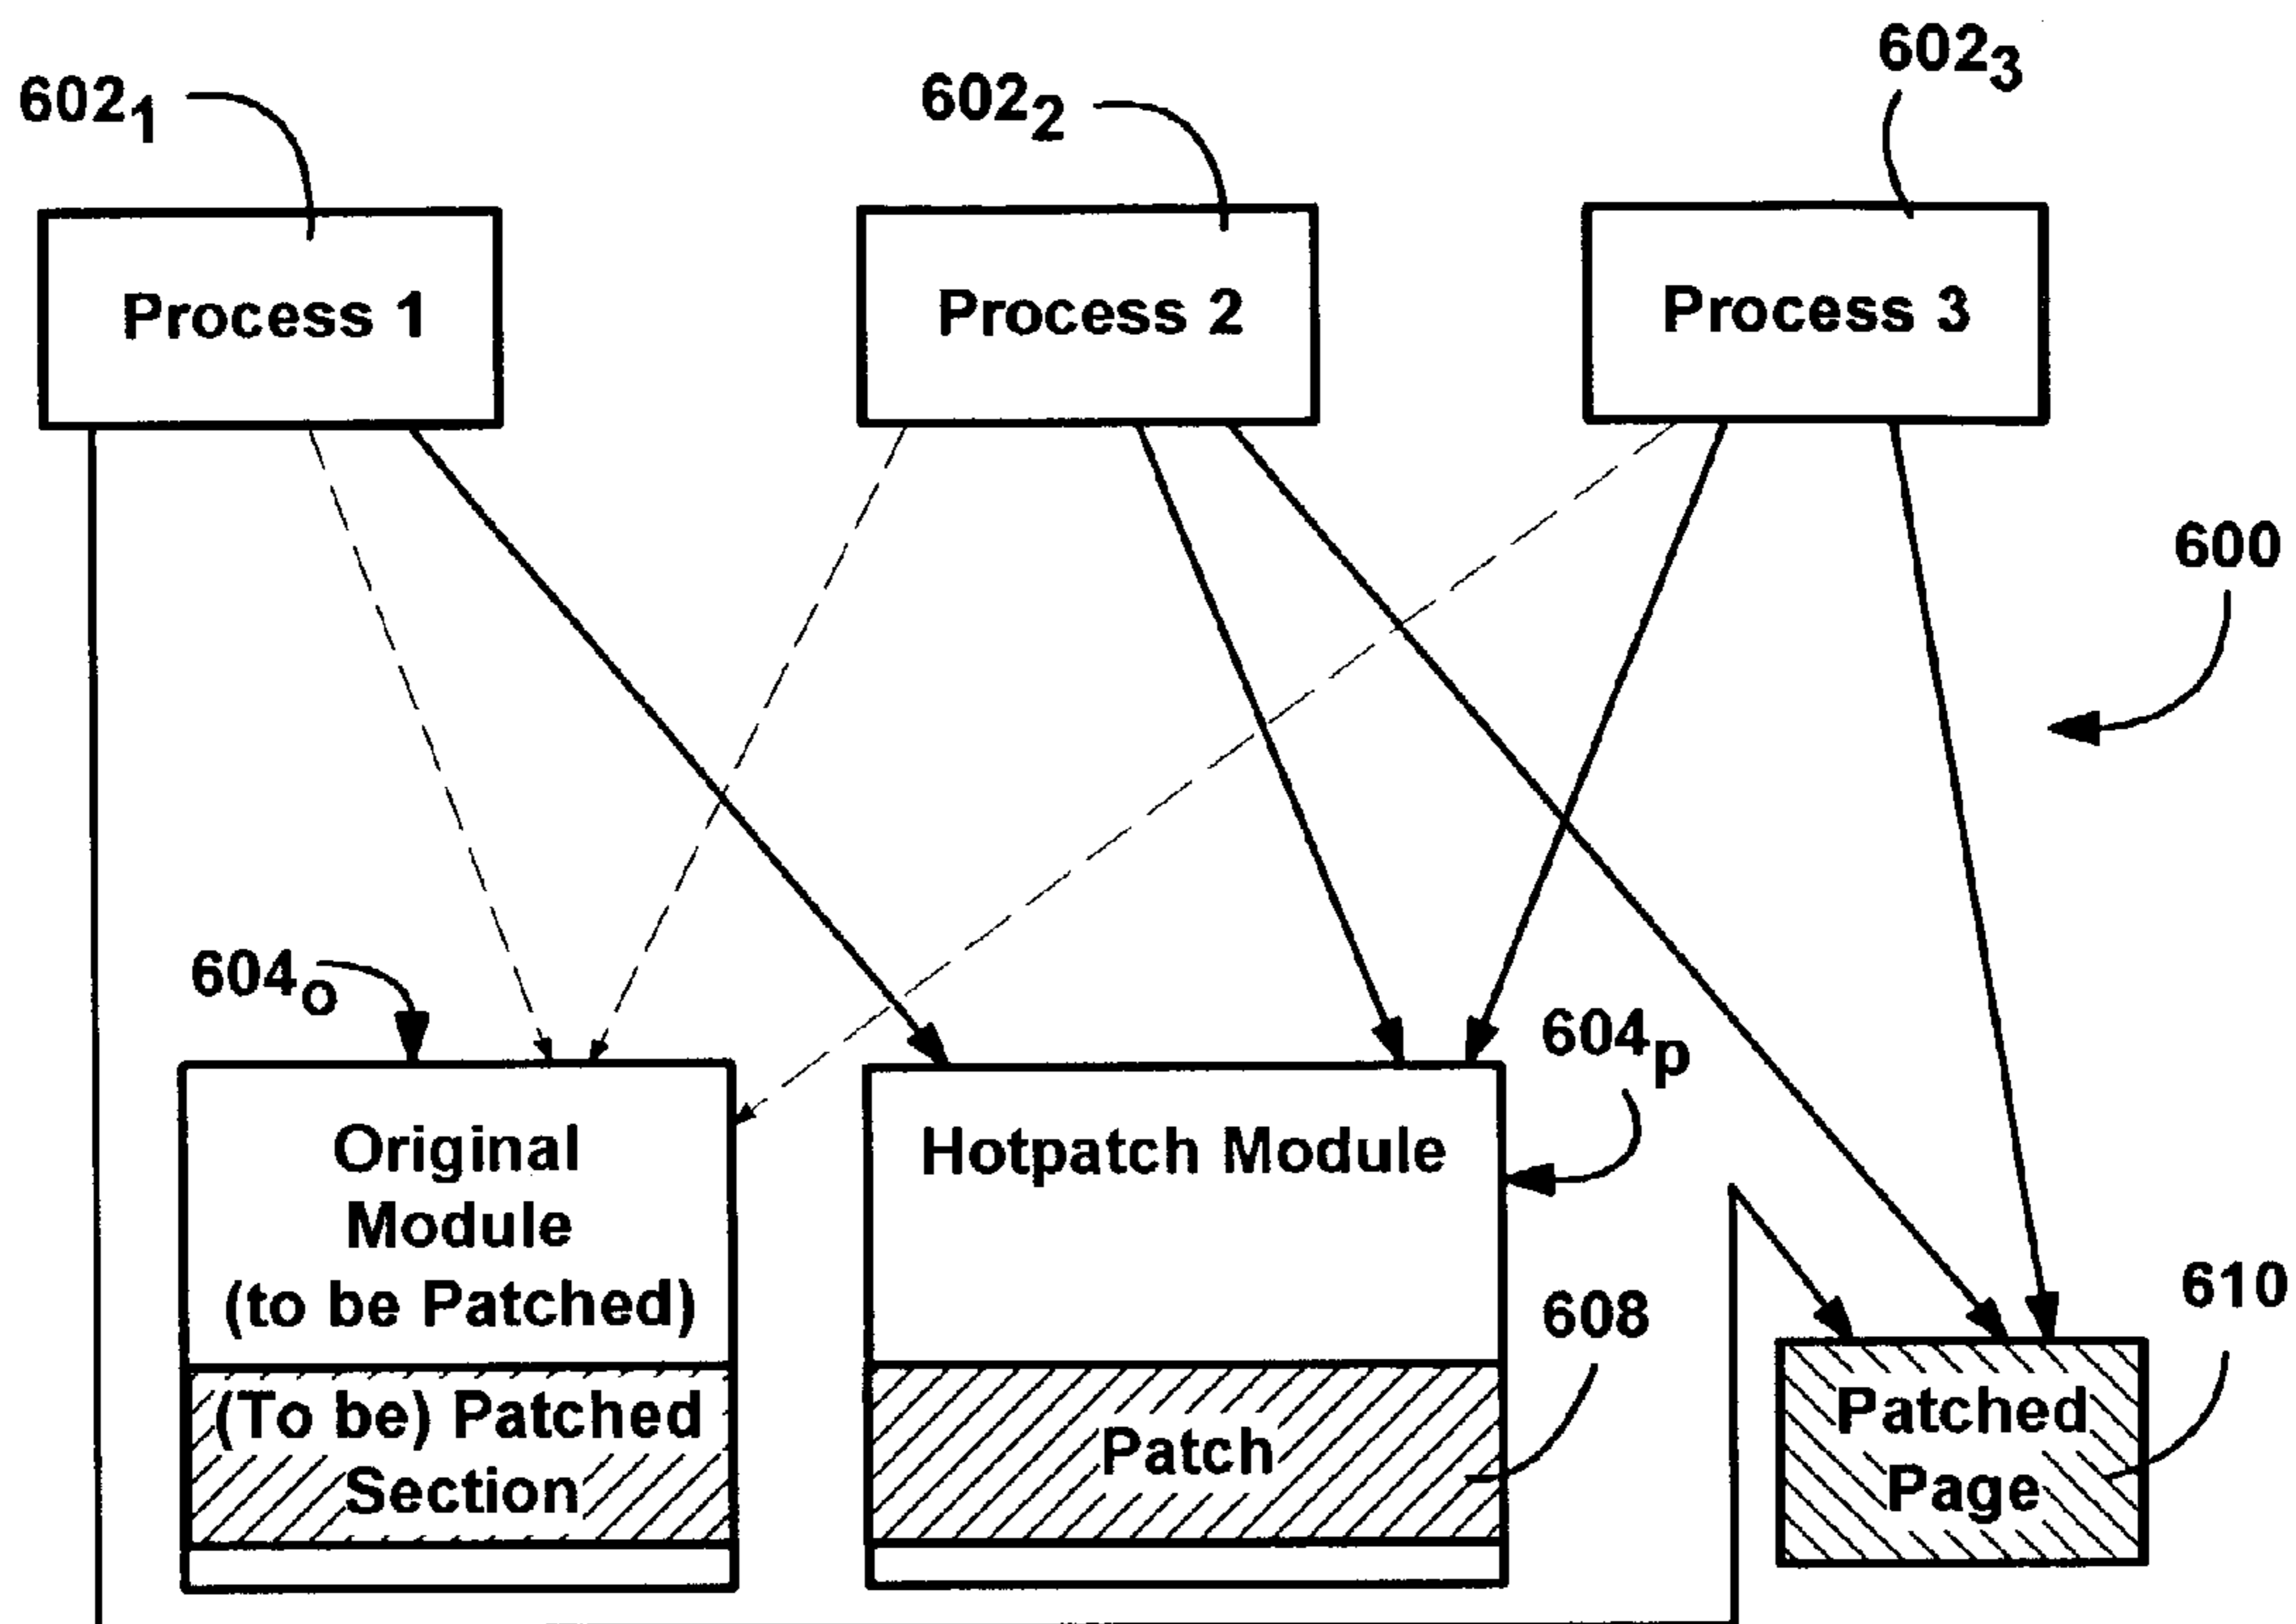 602₁
602₂
602₃
Process 1
Process 2
Process 3
600
604ₒ
604ₚ
Original
Module
(to be Patched)
Hotpatch Module
608
610
(To be) Patched
Section
Patch
Patched
Page